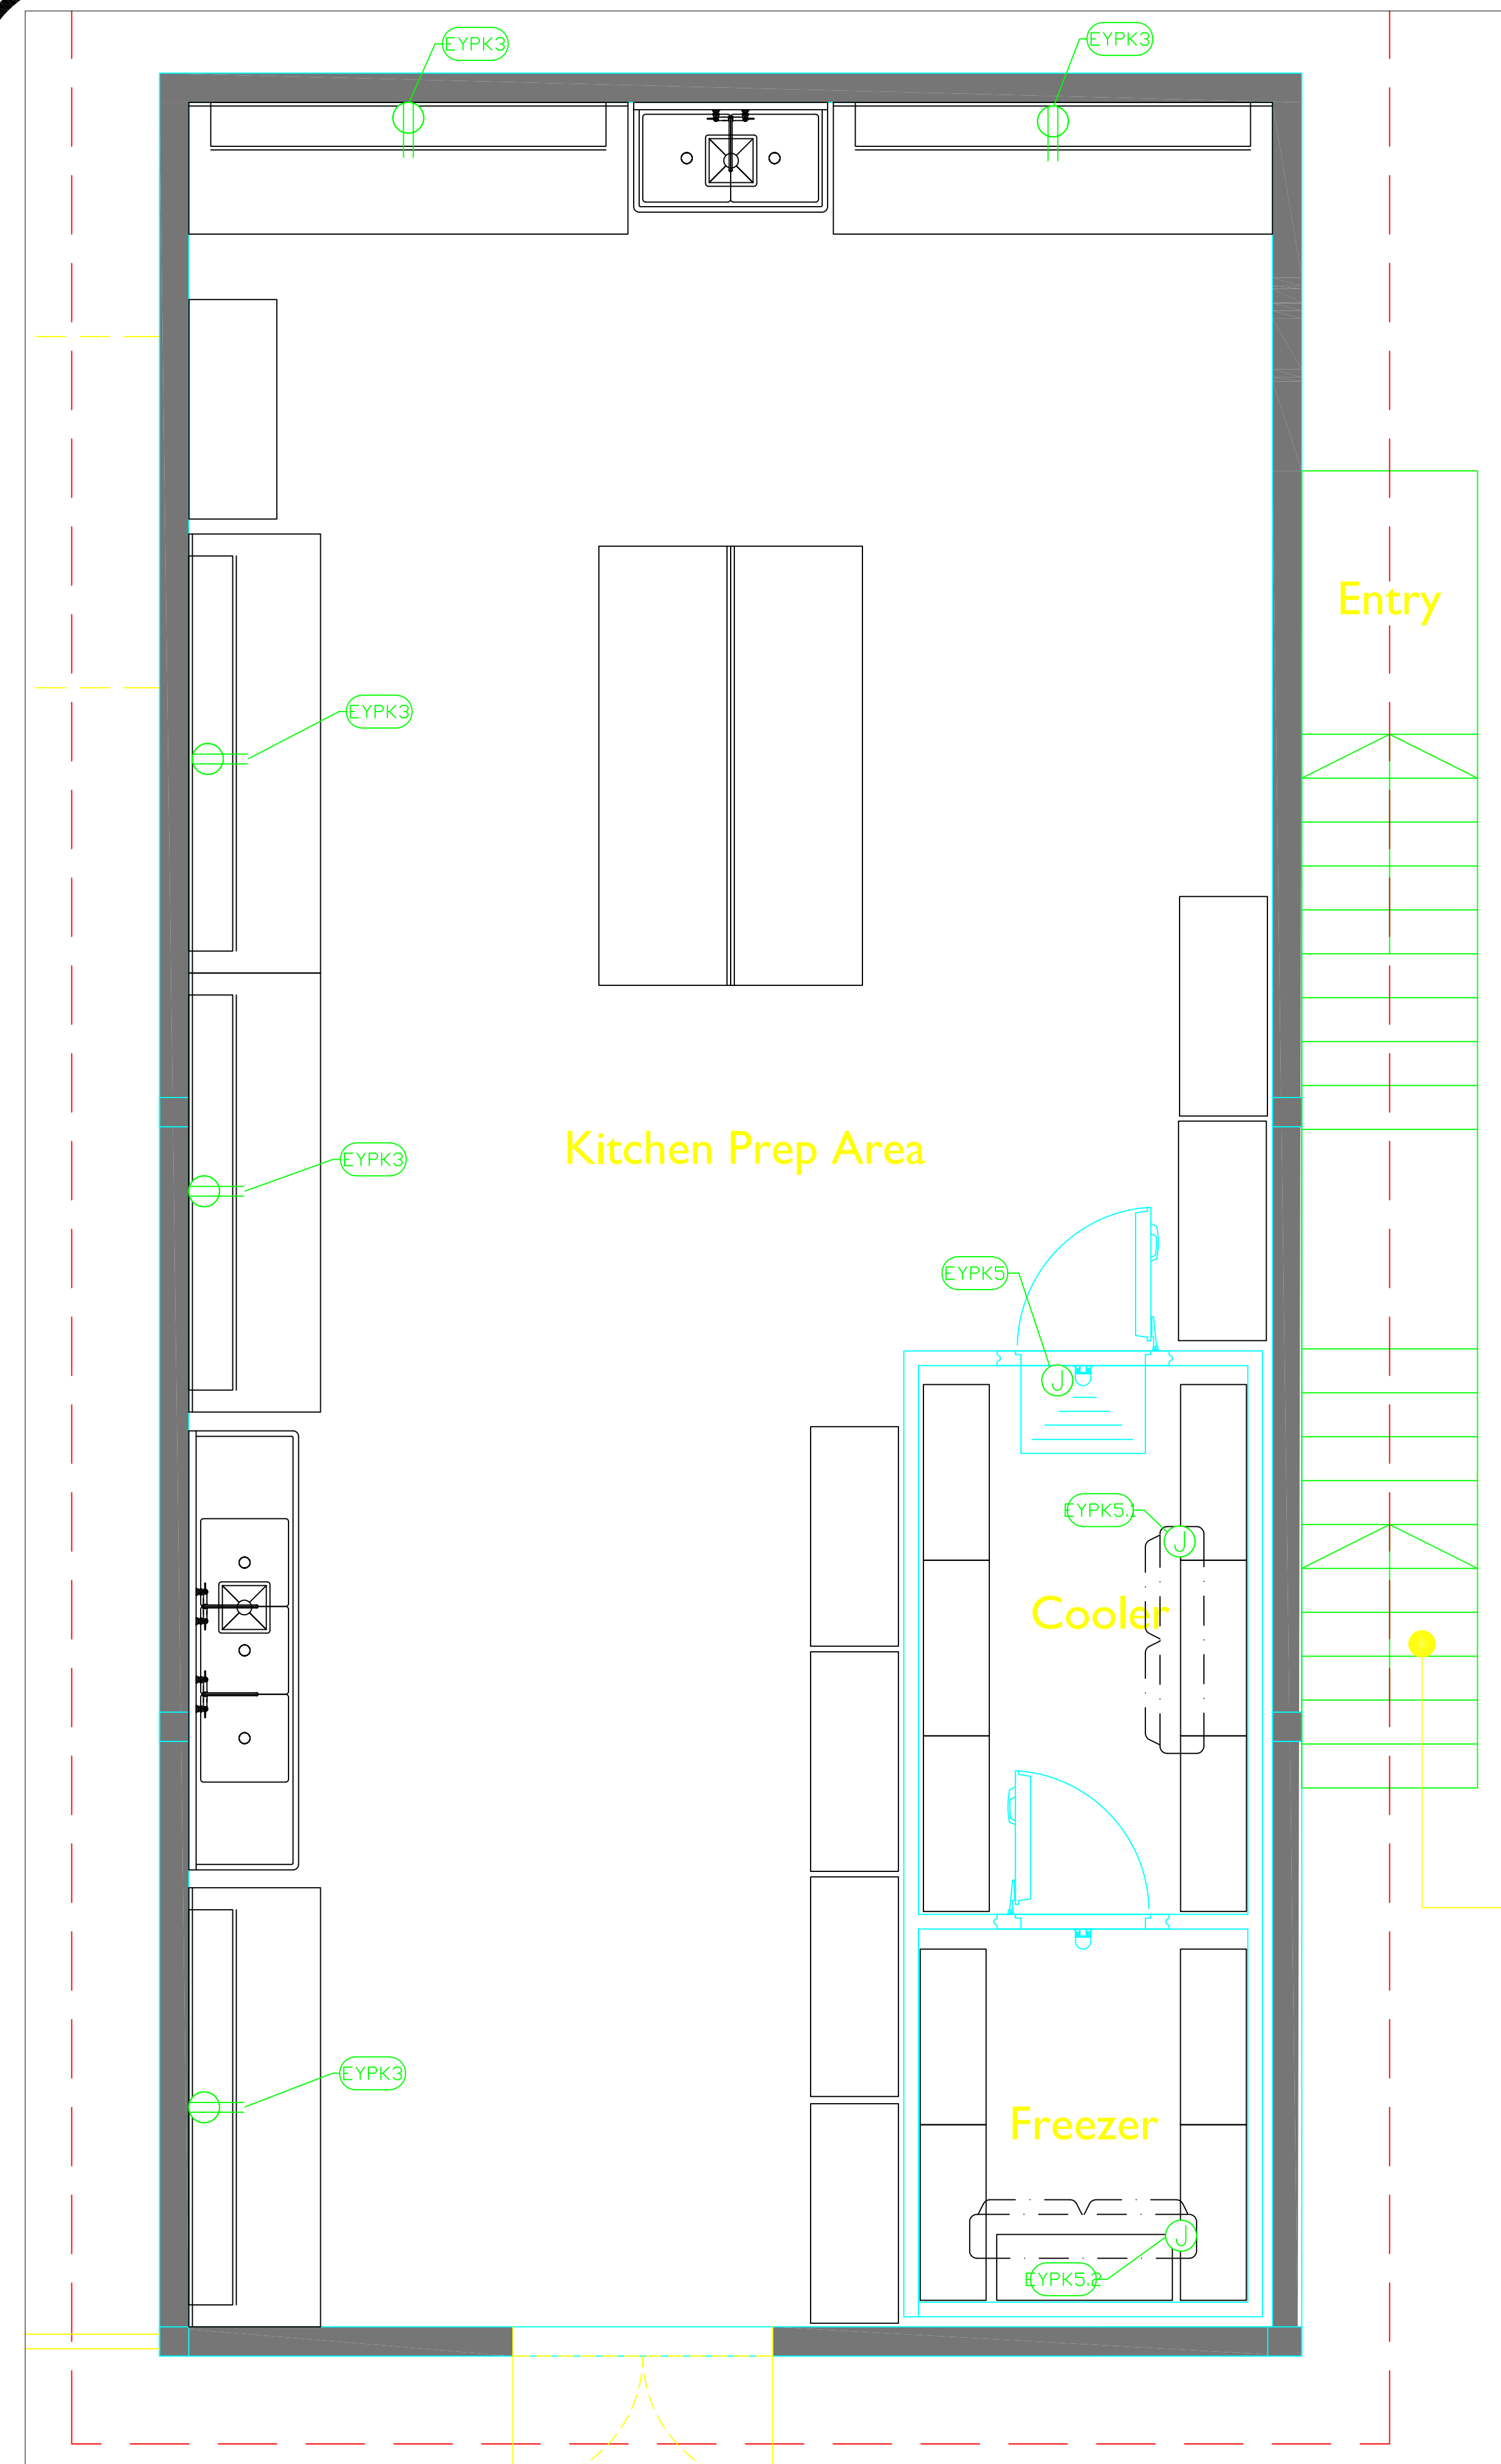 EYPK3
EYPK3
Entry
EYPK3
Kitchen Prep Area
EYPK3
EYPK5
J
EYPK5.1
J
Cooler
EYPK3
Freezer
J
EYPK5.2